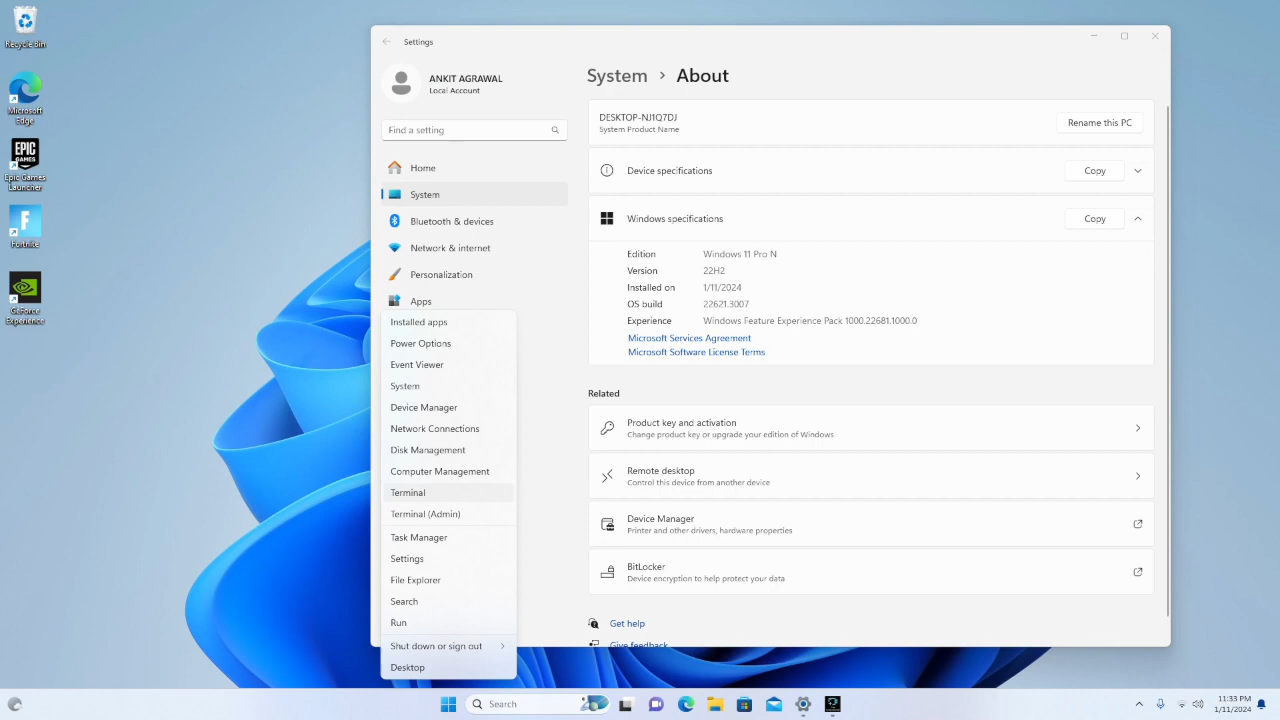 Recycle Bin
Microsoft
Edge
EPIC
GAMES
Epic Games
Launcher
Fortnite
GeForce
Experience
Settings
ANKIT AGRAWAL
Local Account
Find a setting
Home
System
Bluetooth & devices
Network & internet
Personalization
Apps
Installed apps
Power Options
Event Viewer
System
Device Manager
Network Connections
Disk Management
Computer Management
Terminal
Terminal (Admin)
Task Manager
Settings
File Explorer
Search
Run
Shut down or sign out
Desktop
System › About
DESKTOP-NJ1Q7DJ
System Product Name
Rename this PC
Device specifications
Copy
Windows specifications
Copy
Edition Windows 11 Pro N
Version 22H2
Installed on 1/11/2024
OS build 22621.3007
Experience Windows Feature Experience Pack 1000.22681.1000.0
Microsoft Services Agreement
Microsoft Software License Terms
Related
Product key and activation
Change product key or upgrade your edition of Windows
Remote desktop
Control this device from another device
Device Manager
Printer and other drivers, hardware properties
BitLocker
Device encryption to help protect your data
Get help
Give feedback
Search
11:33 PM
1/11/2024